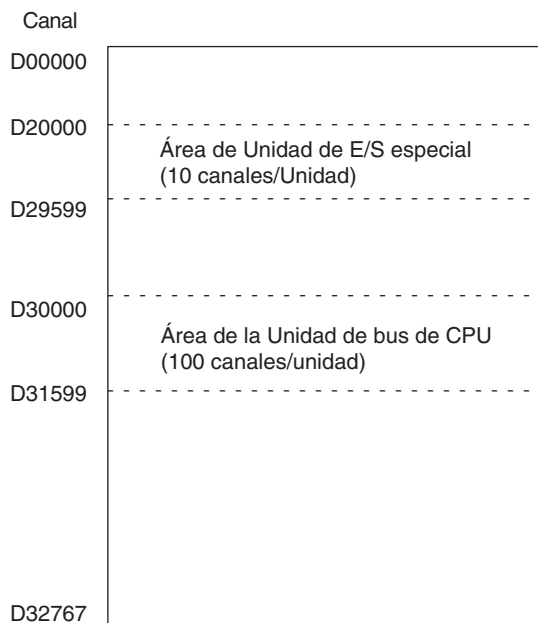 Canal
D00000
D20000
Área de Unidad de E/S especial
(10 canales/Unidad)
D29599
D30000
Área de la Unidad de bus de CPU
(100 canales/unidad)
D31599
D32767